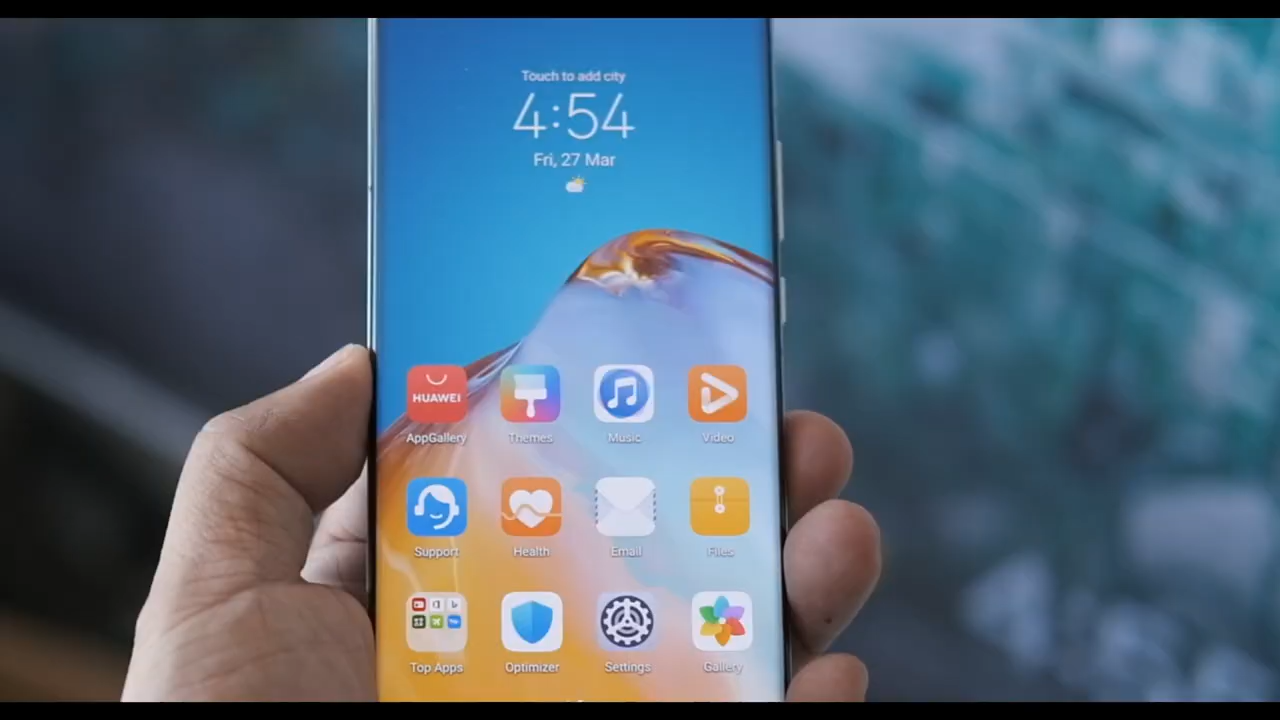 Touch to add city
4:54
Fri, 27 Mar
HUAWEI
AppGallery
Themes
Music
Video
Support
Health
Email
Files
Top Apps
Optimizer
Settings
Gallery